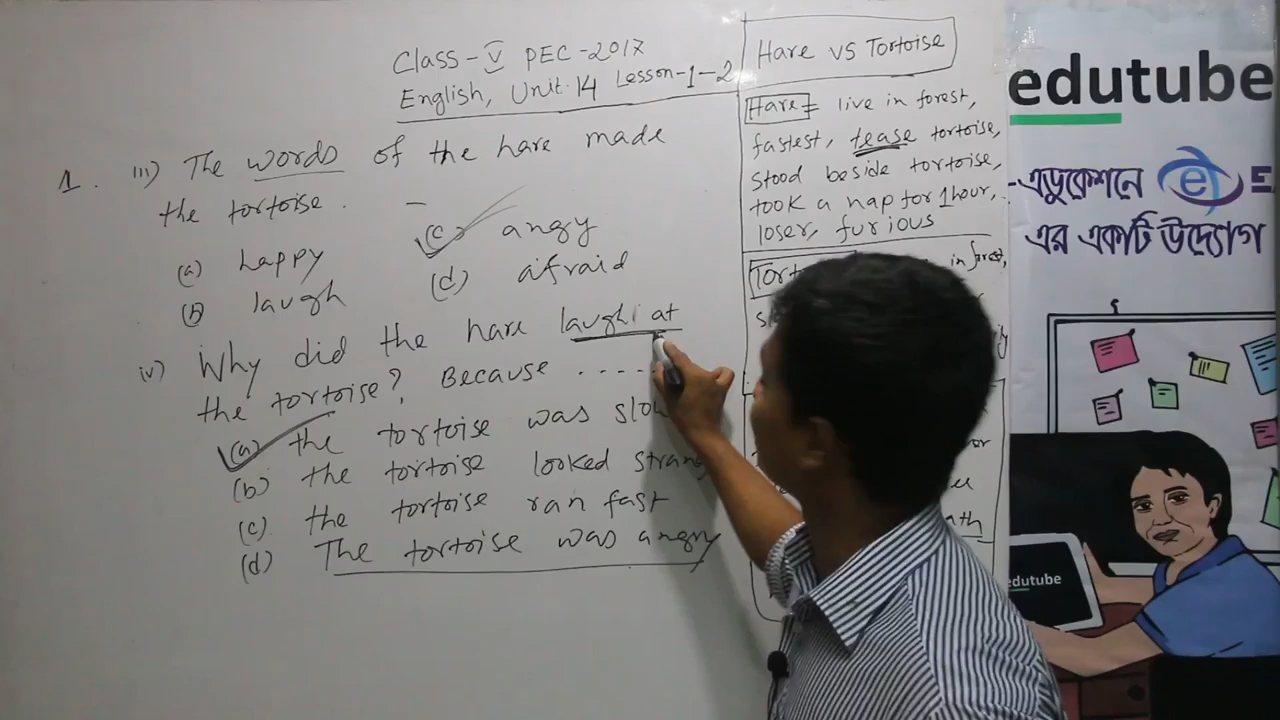 Class - V PEC - 2017
English, Unit. 14 Lesson-1-2
1. iii) The words of the hare made
the tortoise.
(a) happy
(b) laugh
(c) angry
(d) afraid
iv) Why did the hare laugh at
the tortoise? Because .....
(a) the tortoise was slow
(b) the tortoise looked
(c) the tortoise ran fast
(d) The tortoise was angry
Hare vs Tortoise
Hare = live in forest,
fastest, tease tortoise,
stood beside tortoise,
took a nap for 1 hour,
loser, furious
in forest,
edutube
এডুকেশনে e E
এর একটি উদ্যোগ
edutube